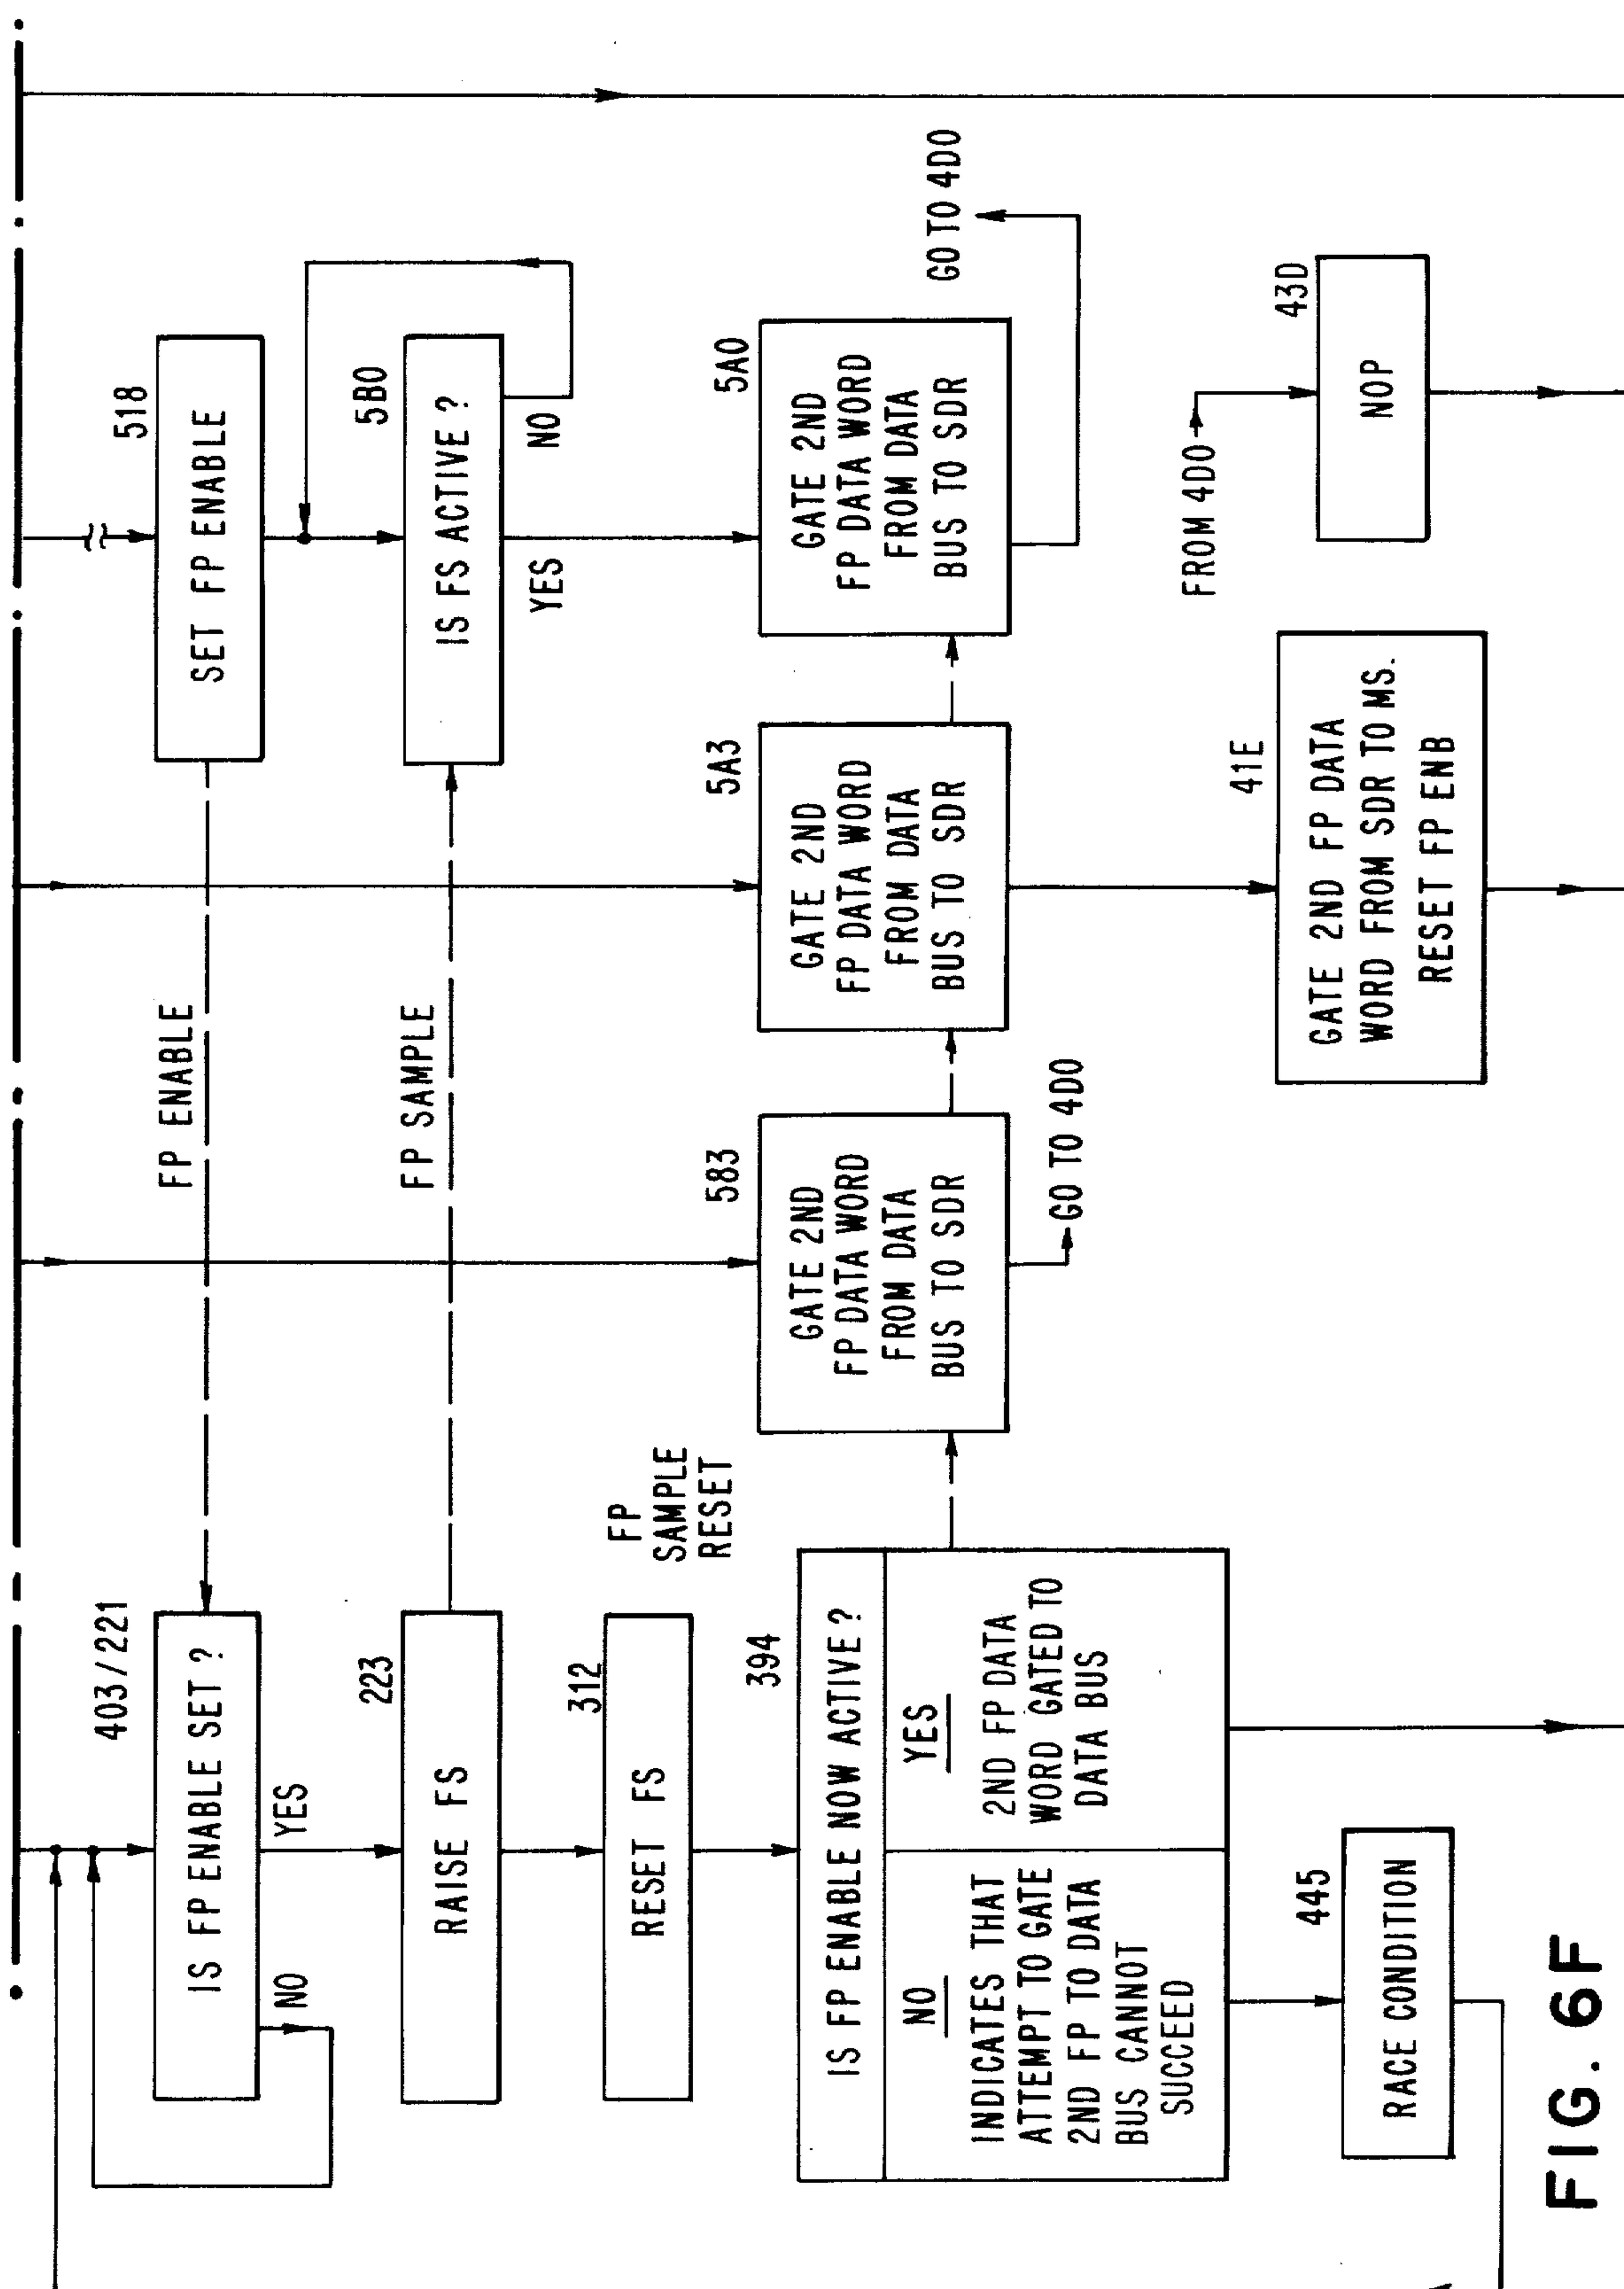 403/221
IS FP ENABLE SET ?
NO
YES
FP ENABLE
518
SET FP ENABLE
223
RAISE FS
FP SAMPLE
5B0
IS FS ACTIVE ?
YES
NO
312
RESET FS
FP
SAMPLE
RESET
394
IS FP ENABLE NOW ACTIVE ?
NO
INDICATES THAT
ATTEMPT TO GATE
2ND FP TO DATA
BUS CANNOT
SUCCEED
YES
2ND FP DATA
WORD GATED TO
DATA BUS
583
GATE 2ND
FP DATA WORD
FROM DATA
BUS TO SDR
GO TO 4D0
5A3
GATE 2ND
FP DATA WORD
FROM DATA
BUS TO SDR
5A0
GATE 2ND
FP DATA WORD
FROM DATA
BUS TO SDR
GO TO 4D0
445
RACE CONDITION
41E
GATE 2ND FP DATA
WORD FROM SDR TO MS.
RESET FP ENB
FROM 4D0
43D
NOP
FIG. 6F